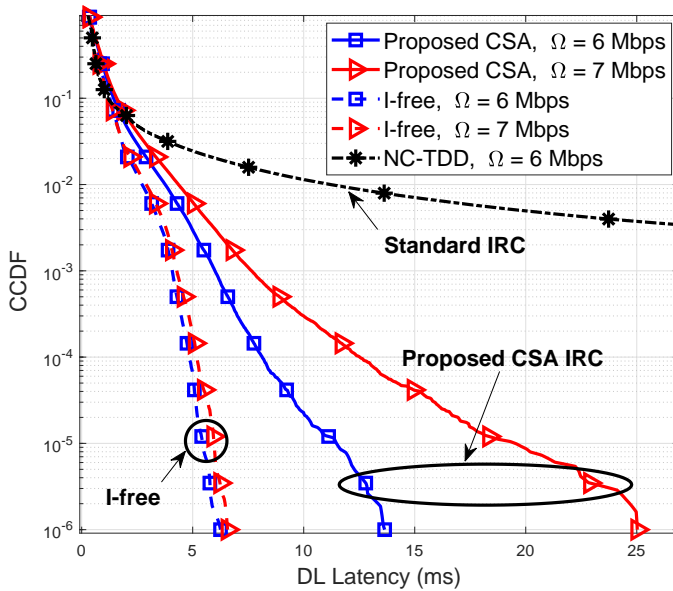 Proposed CSA, Ω = 6 Mbps
Proposed CSA, Ω = 7 Mbps
I-free, Ω = 6 Mbps
I-free, Ω = 7 Mbps
NC-TDD, Ω = 6 Mbps
10⁰
10⁻¹
10⁻²
10⁻³
10⁻⁴
10⁻⁵
10⁻⁶
CCDF
Standard IRC
Proposed CSA IRC
I-free
0 5 10 15 20 25
DL Latency (ms)